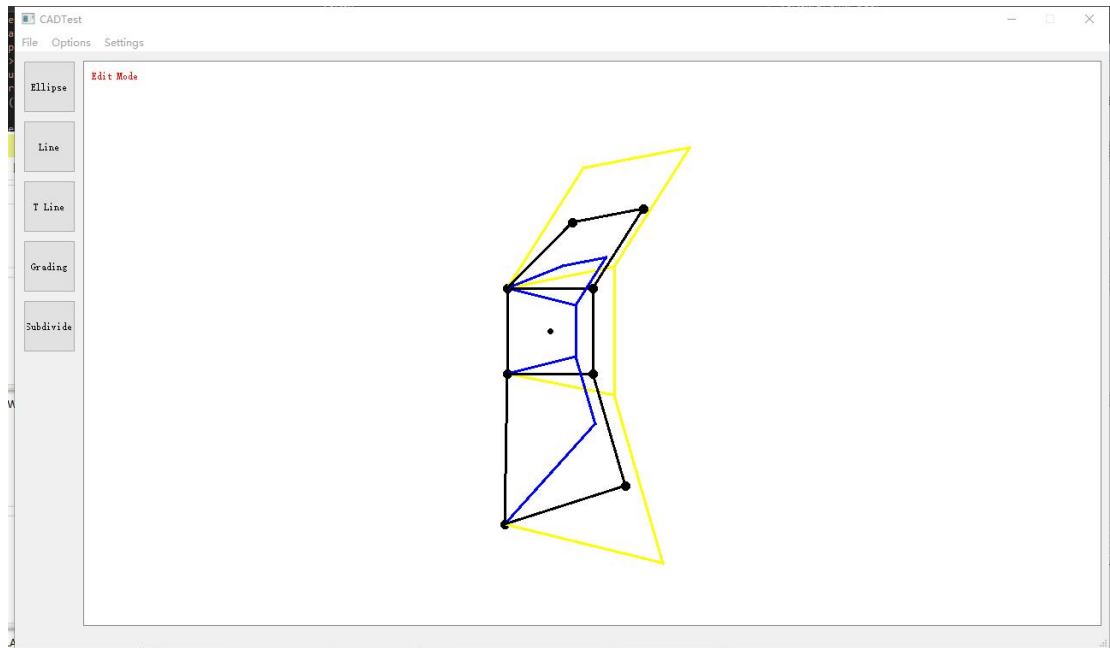 CADTest
File Options Settings
Edit Mode
Ellipse
Line
T Line
Grading
Subdivide